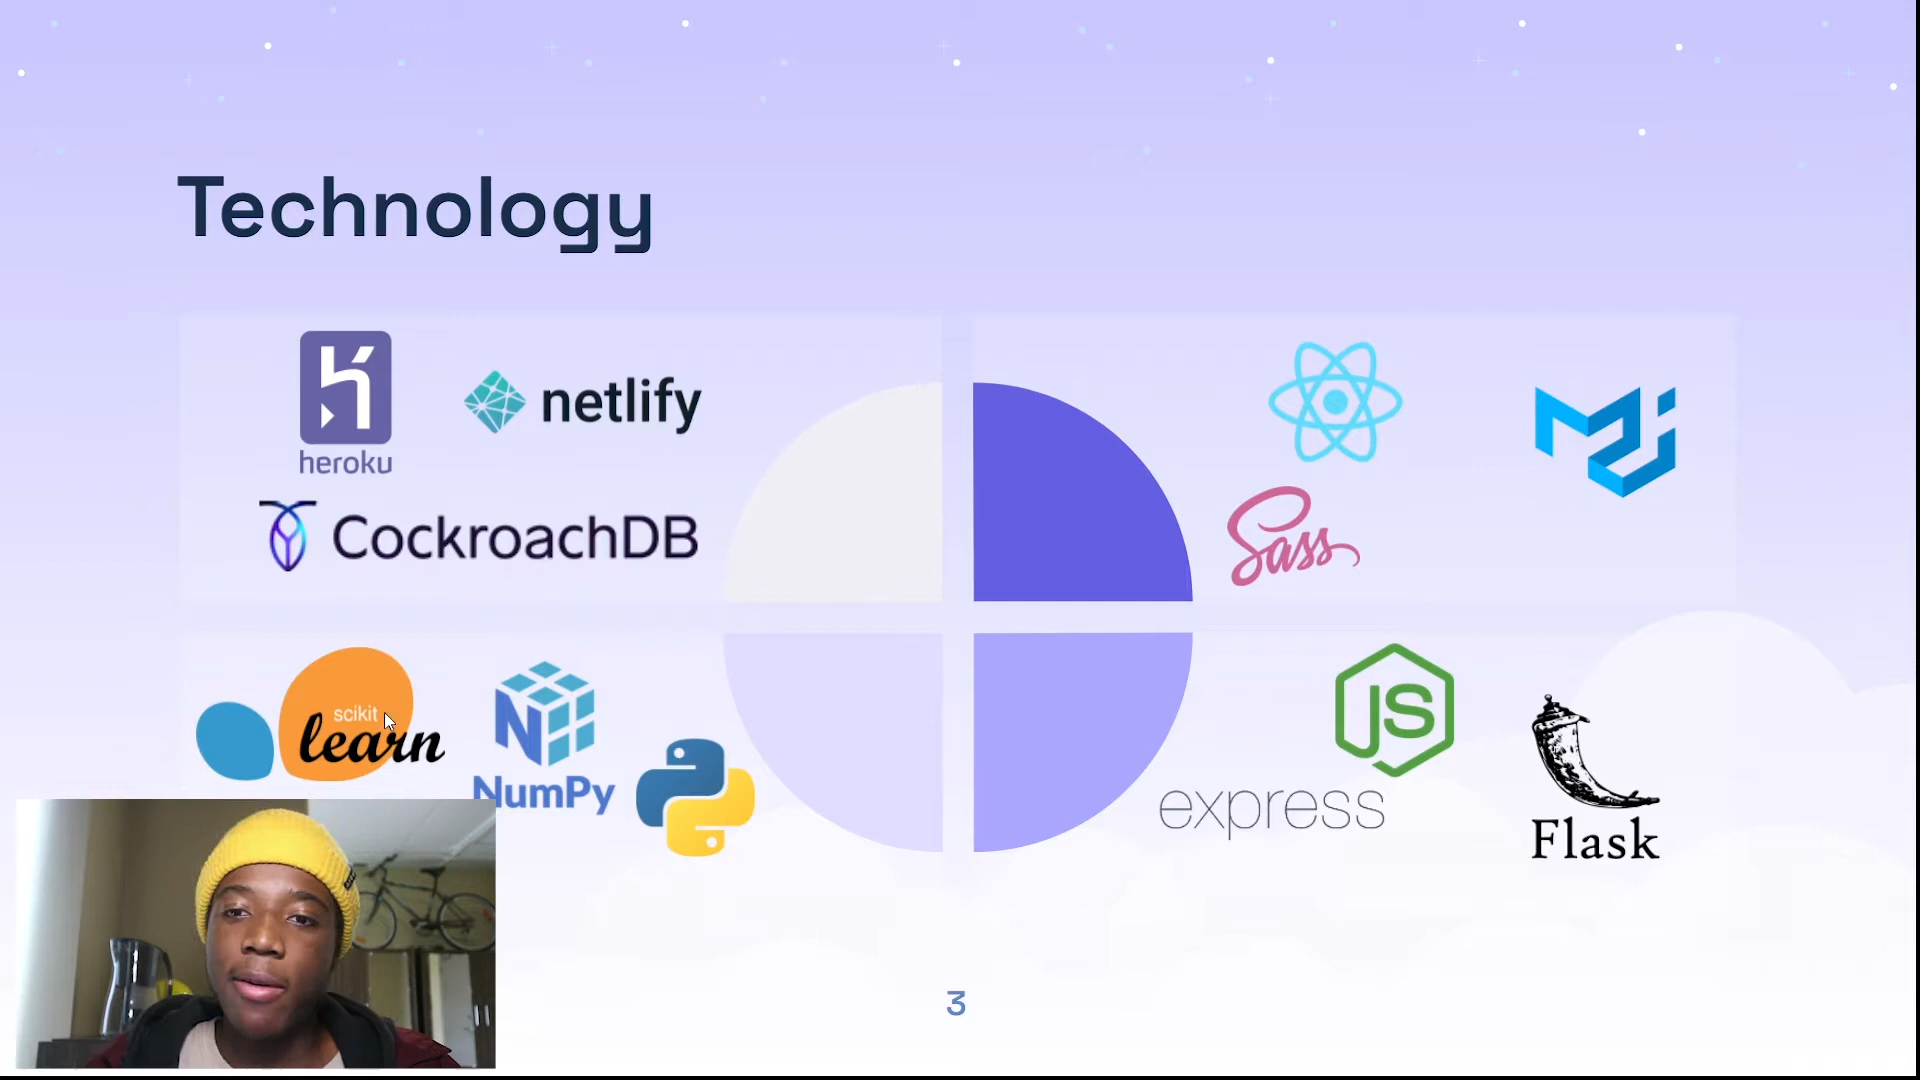 Technology
heroku
netlify
CockroachDB
Sass
scikit
learn
NumPy
JS
express
Flask
3